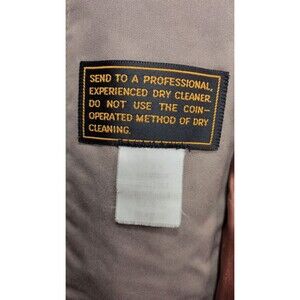 SEND TO A PROFESSIONAL,
EXPERIENCED DRY CLEANER.
DO NOT USE THE COIN-
OPERATED METHOD OF DRY
CLEANING.